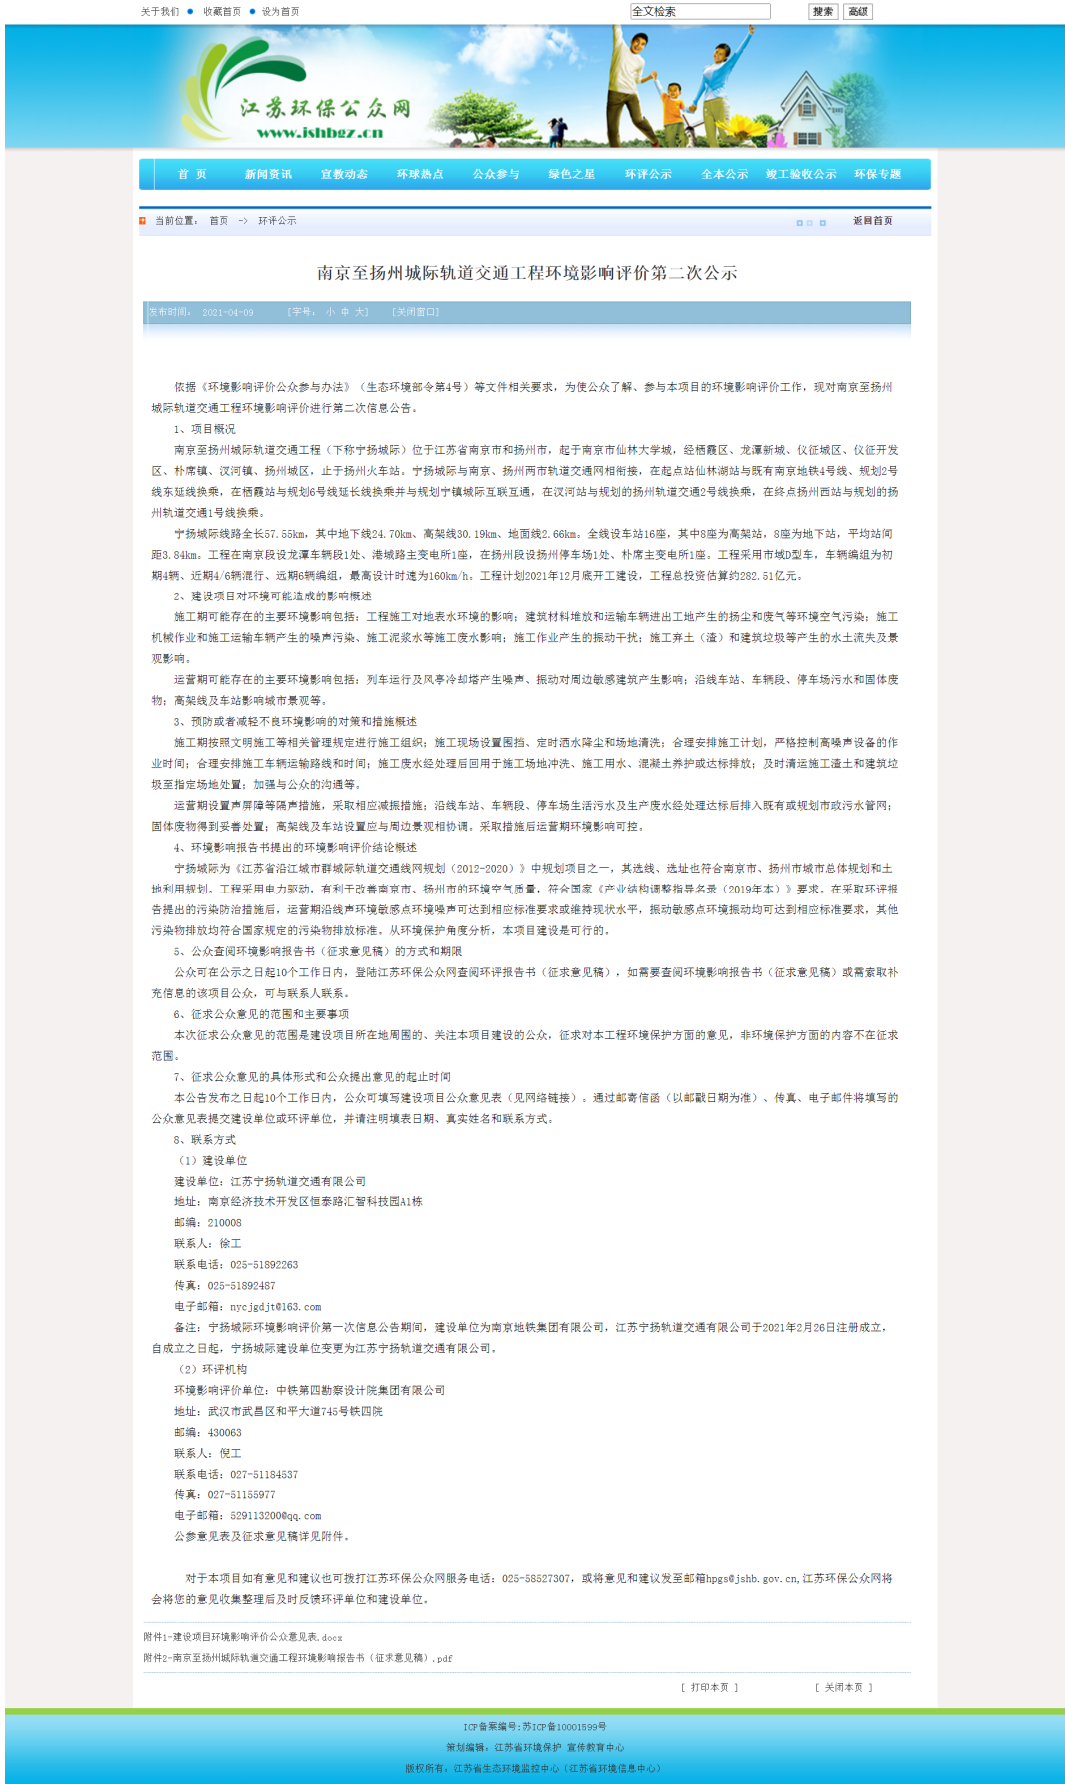 关于我们 ● 收藏首页 ● 设为首页
全文检索 搜索 高级
江苏环保公众网
www.jshbgz.cn
首 页 新闻资讯 宣教动态 环球热点 公众参与 绿色之星 环评公示 全本公示 竣工验收公示 环保专题
当前位置： 首页 -> 环评公示 返回首页
南京至扬州城际轨道交通工程环境影响评价第二次公示
发布时间： 2021-04-09 [字号： 小 中 大] [关闭窗口]
依据《环境影响评价公众参与办法》（生态环境部令第4号）等文件相关要求，为使公众了解、参与本项目的环境影响评价工作，现对南京至扬州
城际轨道交通工程环境影响评价进行第二次信息公告。
1、项目概况
南京至扬州城际轨道交通工程（下称宁扬城际）位于江苏省南京市和扬州市，起于南京市仙林大学城，经栖霞区、龙潭新城、仪征城区、仪征开发
区、朴席镇、汊河镇、扬州城区，止于扬州火车站。宁扬城际与南京、扬州两市轨道交通网相衔接，在起点站仙林湖站与既有南京地铁4号线、规划2号
线东延线换乘，在栖霞站与规划6号线延长线换乘并与规划宁镇城际互联互通，在汊河站与规划的扬州轨道交通2号线换乘，在终点扬州西站与规划的扬
州轨道交通1号线换乘。
宁扬城际线路全长57.55km，其中地下线24.70km、高架线30.19km、地面线2.66km。全线设车站16座，其中8座为高架站，8座为地下站，平均站间
距3.84km。工程在南京段设龙潭车辆段1处、港城路主变电所1座，在扬州段设扬州停车场1处、朴席主变电所1座。工程采用市域D型车，车辆编组为初
期4辆、近期4/6辆混行、远期6辆编组，最高设计时速为160km/h。工程计划2021年12月底开工建设，工程总投资估算约282.51亿元。
2、建设项目对环境可能造成的影响概述
施工期可能存在的主要环境影响包括：工程施工对地表水环境的影响；建筑材料堆放和运输车辆进出工地产生的扬尘和废气等环境空气污染；施工
机械作业和施工运输车辆产生的噪声污染、施工泥浆水等施工废水影响；施工作业产生的振动干扰；施工弃土（渣）和建筑垃圾等产生的水土流失及景
观影响。
运营期可能存在的主要环境影响包括：列车运行及风亭冷却塔产生噪声、振动对周边敏感建筑产生影响；沿线车站、车辆段、停车场污水和固体废
物；高架线及车站影响城市景观等。
3、预防或者减轻不良环境影响的对策和措施概述
施工期按照文明施工等相关管理规定进行施工组织；施工现场设置围挡、定时洒水降尘和场地清洗；合理安排施工计划，严格控制高噪声设备的作
业时间；合理安排施工车辆运输路线和时间；施工废水经处理后回用于施工场地冲洗、施工用水、混凝土养护或达标排放；及时清运施工渣土和建筑垃
圾至指定场地处置；加强与公众的沟通等。
运营期设置声屏障等隔声措施，采取相应减振措施；沿线车站、车辆段、停车场生活污水及生产废水经处理达标后排入既有或规划市政污水管网；
固体废物得到妥善处置；高架线及车站设置应与周边景观相协调。采取措施后运营期环境影响可控。
4、环境影响报告书提出的环境影响评价结论概述
宁扬城际为《江苏省沿江城市群城际轨道交通线网规划（2012-2020）》中规划项目之一，其选线、选址也符合南京市、扬州市城市总体规划和土
地利用规划。工程采用电力驱动，有利于改善南京市、扬州市的环境空气质量，符合国家《产业结构调整指导名录（2019年本）》要求。在采取环评报
告提出的污染防治措施后，运营期沿线声环境敏感点环境噪声可达到相应标准要求或维持现状水平，振动敏感点环境振动均可达到相应标准要求，其他
污染物排放均符合国家规定的污染物排放标准。从环境保护角度分析，本项目建设是可行的。
5、公众查阅环境影响报告书（征求意见稿）的方式和期限
公众可在公示之日起10个工作日内，登陆江苏环保公众网查阅环评报告书（征求意见稿），如需要查阅环境影响报告书（征求意见稿）或需索取补
充信息的该项目公众，可与联系人联系。
6、征求公众意见的范围和主要事项
本次征求公众意见的范围是建设项目所在地周围的、关注本项目建设的公众，征求对本工程环境保护方面的意见，非环境保护方面的内容不在征求
范围。
7、征求公众意见的具体形式和公众提出意见的起止时间
本公告发布之日起10个工作日内，公众可填写建设项目公众意见表（见网络链接）。通过邮寄信函（以邮戳日期为准）、传真、电子邮件将填写的
公众意见表提交建设单位或环评单位，并请注明填表日期、真实姓名和联系方式。
8、联系方式
（1）建设单位
建设单位：江苏宁扬轨道交通有限公司
地址：南京经济技术开发区恒泰路汇智科技园A1栋
邮编：210008
联系人：徐工
联系电话：025-51892263
传真：025-51892487
电子邮箱：nycjgdjt@163.com
备注：宁扬城际环境影响评价第一次信息公告期间，建设单位为南京地铁集团有限公司，江苏宁扬轨道交通有限公司于2021年2月26日注册成立，
自成立之日起，宁扬城际建设单位变更为江苏宁扬轨道交通有限公司。
（2）环评机构
环境影响评价单位：中铁第四勘察设计院集团有限公司
地址：武汉市武昌区和平大道745号铁四院
邮编：430063
联系人：倪工
联系电话：027-51184537
传真：027-51155977
电子邮箱：529113200@qq.com
公参意见表及征求意见稿详见附件。
对于本项目如有意见和建议也可拨打江苏环保公众网服务电话：025-58527307，或将意见和建议发至邮箱hpgs@jshb.gov.cn,江苏环保公众网将
会将您的意见收集整理后及时反馈环评单位和建设单位。
附件1-建设项目环境影响评价公众意见表.docx
附件2-南京至扬州城际轨道交通工程环境影响报告书（征求意见稿）.pdf
[ 打印本页 ] [ 关闭本页 ]
ICP备案编号:苏ICP备10001599号
策划编辑：江苏省环境保护 宣传教育中心
版权所有：江苏省生态环境监控中心（江苏省环境信息中心）